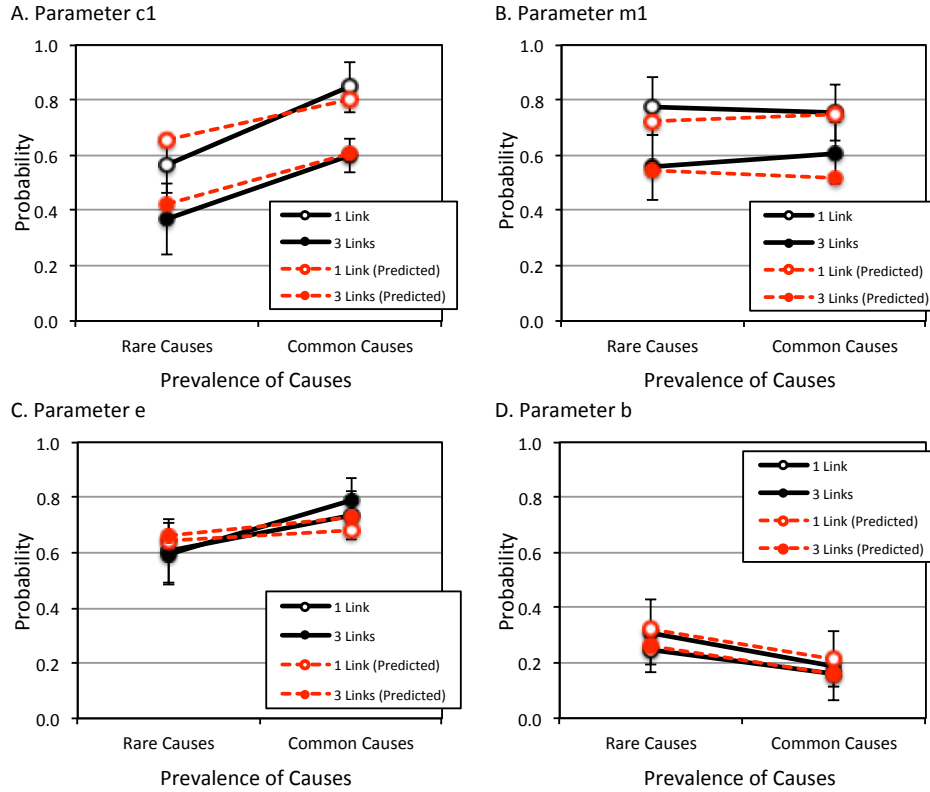 A. Parameter c1
1.0
0.8
0.6
0.4
0.2
0.0
Probability
1 Link
3 Links
1 Link (Predicted)
3 Links (Predicted)
Rare Causes
Common Causes
Prevalence of Causes
B. Parameter m1
1.0
0.8
0.6
0.4
0.2
0.0
Probability
1 Link
3 Links
1 Link (Predicted)
3 Links (Predicted)
Rare Causes
Common Causes
Prevalence of Causes
C. Parameter e
1.0
0.8
0.6
0.4
0.2
0.0
Probability
1 Link
3 Links
1 Link (Predicted)
3 Links (Predicted)
Rare Causes
Common Causes
Prevalence of Causes
D. Parameter b
1.0
0.8
0.6
0.4
0.2
0.0
Probability
1 Link
3 Links
1 Link (Predicted)
3 Links (Predicted)
Rare Causes
Common Causes
Prevalence of Causes